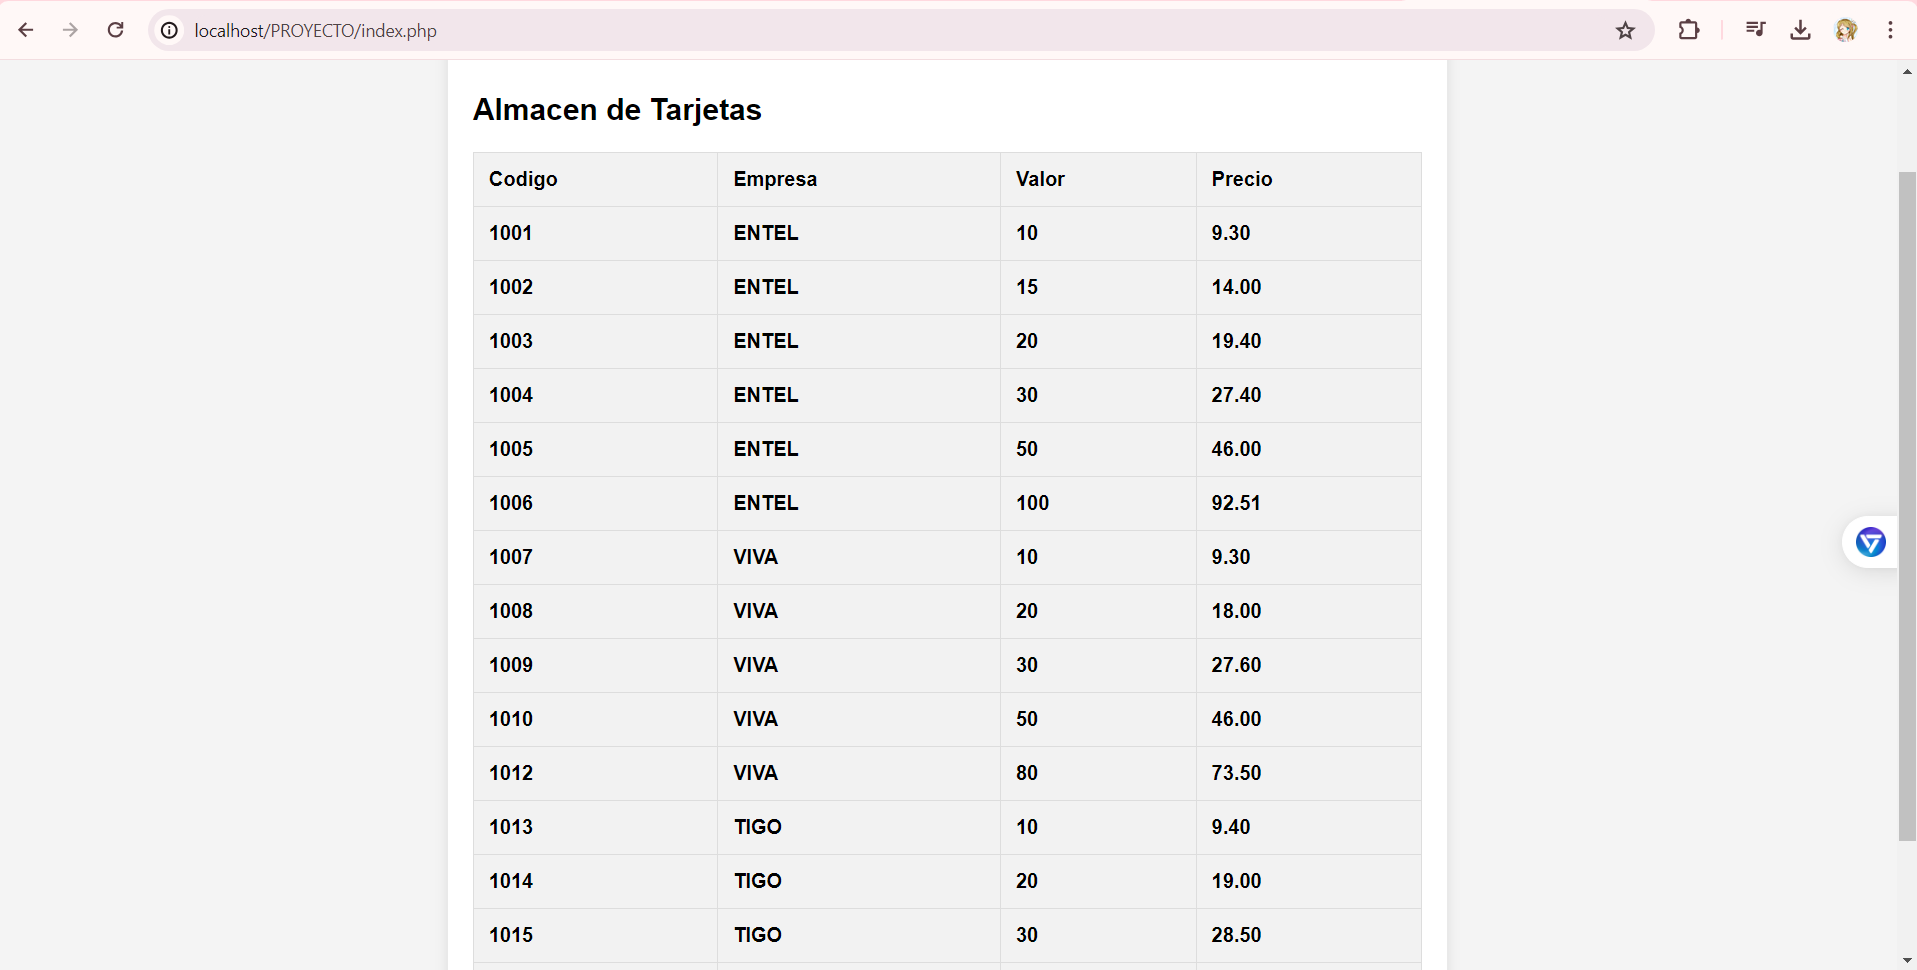 localhost/PROYECTO/index.php
Almacen de Tarjetas
Codigo Empresa Valor Precio
1001 ENTEL 10 9.30
1002 ENTEL 15 14.00
1003 ENTEL 20 19.40
1004 ENTEL 30 27.40
1005 ENTEL 50 46.00
1006 ENTEL 100 92.51
1007 VIVA 10 9.30
1008 VIVA 20 18.00
1009 VIVA 30 27.60
1010 VIVA 50 46.00
1012 VIVA 80 73.50
1013 TIGO 10 9.40
1014 TIGO 20 19.00
1015 TIGO 30 28.50